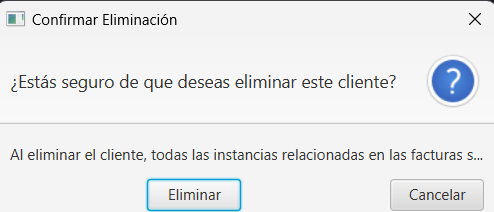 Confirmar Eliminación
¿Estás seguro de que deseas eliminar este cliente?
?
Al eliminar el cliente, todas las instancias relacionadas en las facturas s...
Eliminar
Cancelar